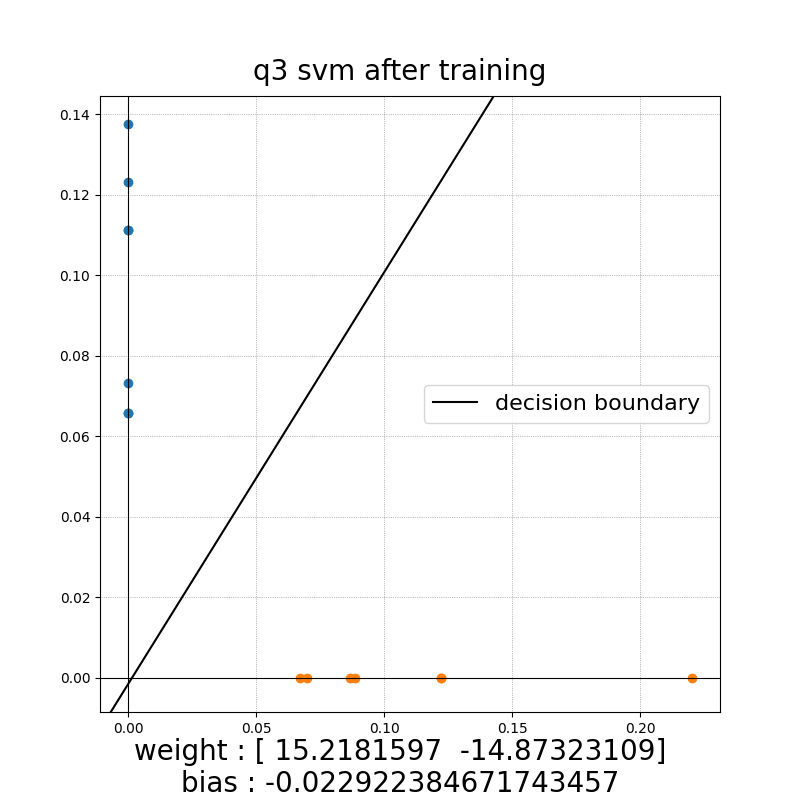 q3 svm after training
0.14
0.12
0.10
0.08
0.06
0.04
0.02
0.00
decision boundary
0.00 0.05 0.10 0.15 0.20
weight : [ 15.2181597 -14.87323109]
bias : -0.022922384671743457